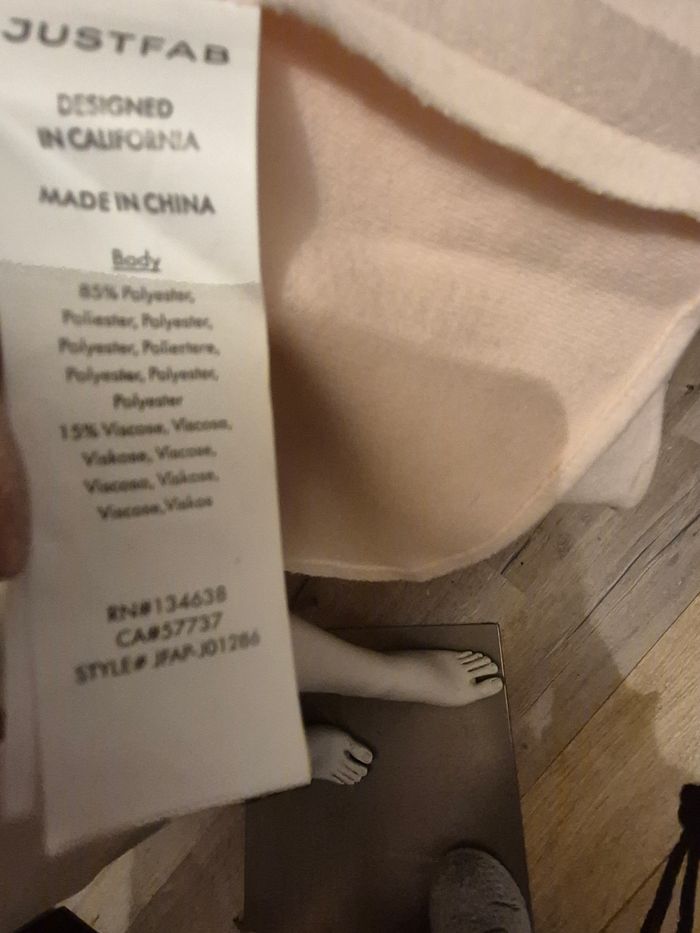 JUSTFAB
DESIGNED
IN CALIFORNIA
MADE IN CHINA
Body
85% Polyester,
Poliester, Polyester,
Polyester, Poliestere,
Polyester, Polyester,
Polyester
15% Viscose, Viscosa,
Viskose, Viscose,
Viscosa, Viskose,
Viscose,Viskos
RN#134638
CA#57737
STYLE# JFAP-J01286